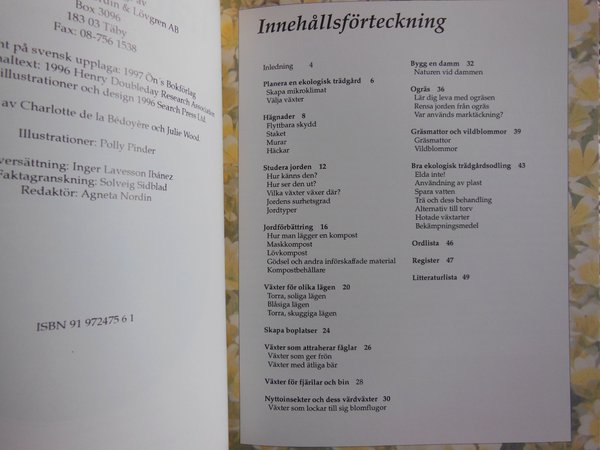 & Lövgren AB
Box 3096
183 03 Täby
Fax: 08-756 1538
på svensk upplaga: 1997 Ön´s Bokförlag
1996 Henry Doubleday Research Association
illustrationer och design 1996 Search Press Ltd.
av Charlotte de la Bédoyère och Julie Wood
Illustrationer: Polly Pinder
Inger Lavesson Ibánez
Faktagranskning: Solveig Sidblad
Redaktör: Agneta Nordin
ISBN 91 972475 6 1
Innehållsförteckning
Inledning 4
Planera en ekologisk trädgård 6
Skapa mikroklimat
Välja växter
Hägnader 8
Flyttbara skydd
Staket
Murar
Häckar
Studera jorden 12
Hur känns den?
Hur ser den ut?
Vilka växter växer där?
Jordens surhetsgrad
Jordtyper
Jordförbättring 16
Hur man lägger en kompost
Maskkompost
Lövkompost
Gödsel och andra införskaffade material
Kompostbehållare
Växter för olika lägen 20
Torra, soliga lägen
Blåsiga lägen
Torra, skuggiga lägen
Skapa boplatser 24
Växter som attraherar fåglar 26
Växter som ger frön
Växter med ätliga bär
Växter för fjärilar och bin 28
Nyttoinsekter och dess värdväxter 30
Växter som lockar till sig blomflugor
Bygg en damm 32
Naturen vid dammen
Ogräs 36
Lär dig leva med ogräsen
Rensa jorden från ogräs
Var används marktäckning?
Gräsmattor och vildblommor 39
Gräsmattor
Vildblommor
Bra ekologisk trädgårdsodling 43
Elda inte!
Användning av plast
Spara vatten
Trä och dess behandling
Alternativ till torv
Hotade växtarter
Bekämpningsmedel
Ordlista 46
Register 47
Litteraturlista 49